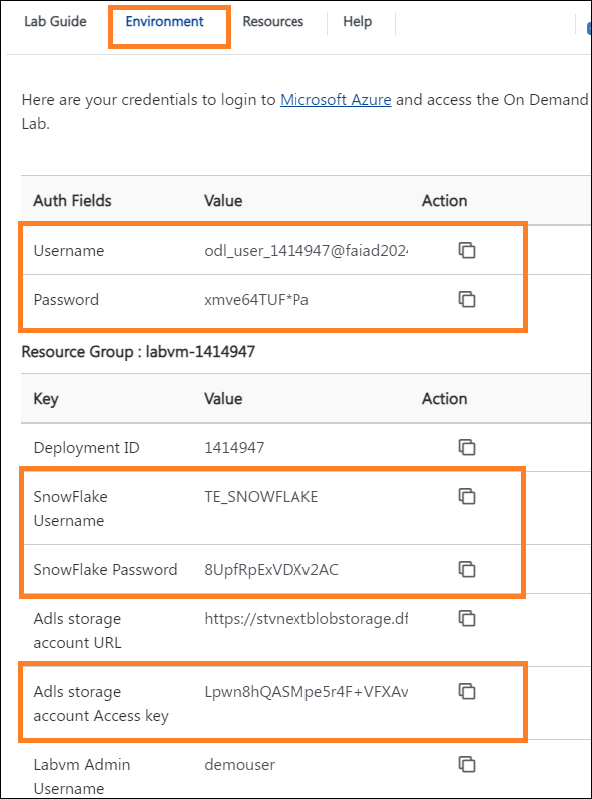 Lab Guide Environment Resources Help
Here are your credentials to login to Microsoft Azure and access the On Demand
Lab.
Auth Fields Value Action
Username odl_user_1414947@faiad2024
Password xmve64TUF*Pa
Resource Group : labvm-1414947
Key Value Action
Deployment ID 1414947
SnowFlake
Username TE_SNOWFLAKE
SnowFlake Password 8UpfRpExVDXv2AC
Adls storage
account URL https://stvnextblobstorage.df
Adls storage
account Access key Lpwn8hQASMpe5r4F+VFXAv
Labvm Admin
Username demouser